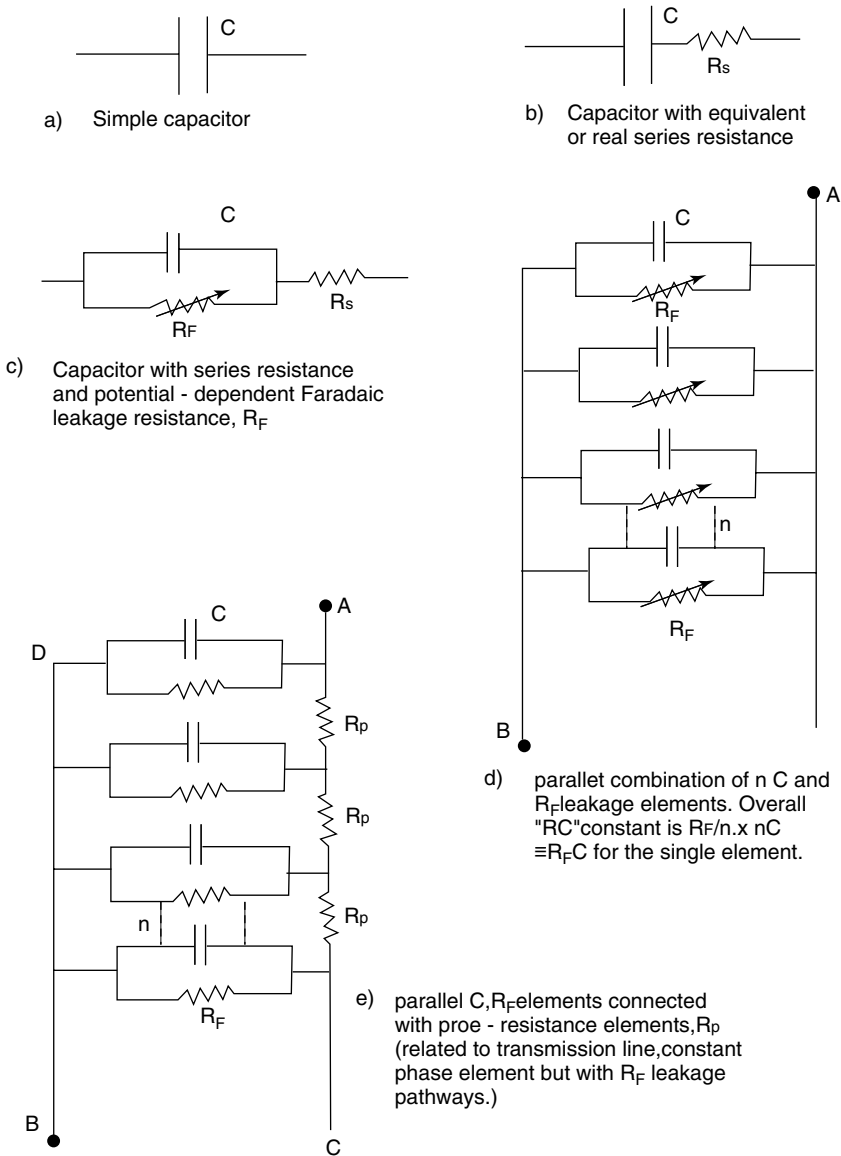 C
a) Simple capacitor
C
Rs
b) Capacitor with equivalent
or real series resistance
C
RF
Rs
c) Capacitor with series resistance
and potential - dependent Faradaic
leakage resistance, RF
A
C
RF
n
RF
B
d) parallet combination of n C and
RFleakage elements. Overall
"RC"constant is RF/n.x nC
≡RFC for the single element.
A
C
D
Rp
Rp
Rp
n
RF
B
C
e) parallel C,RFelements connected
with proe - resistance elements,Rp
(related to transmission line,constant
phase element but with RF leakage
pathways.)